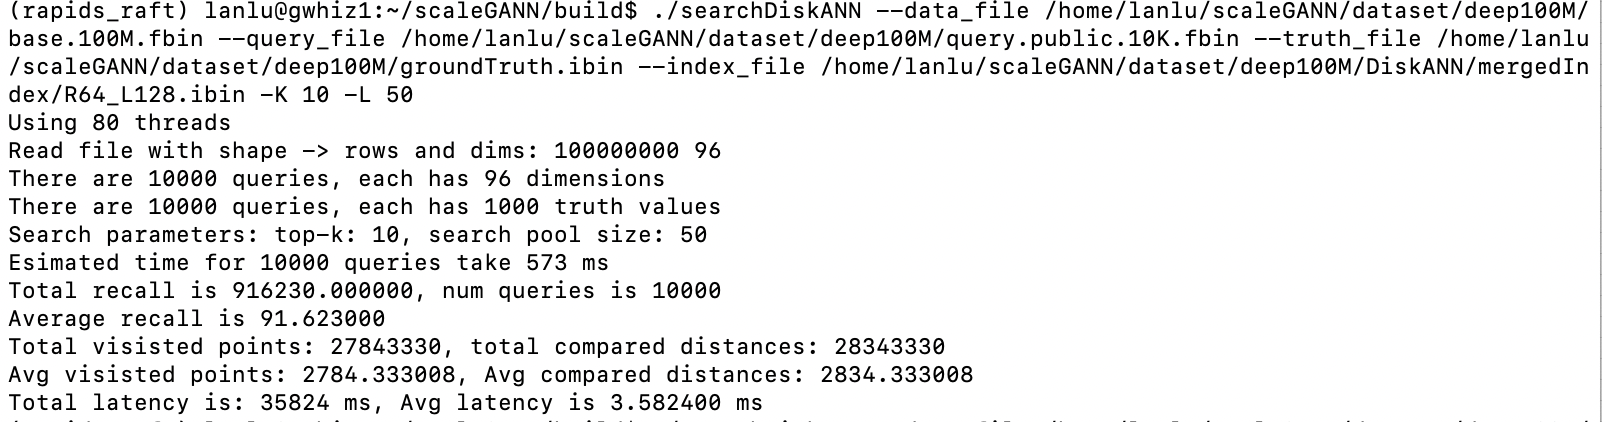 (rapids_raft) lanlu@gwhiz1:~/scaleGANN/build$ ./searchDiskANN --data_file /home/lanlu/scaleGANN/dataset/deep100M/
base.100M.fbin --query_file /home/lanlu/scaleGANN/dataset/deep100M/query.public.10K.fbin --truth_file /home/lanlu
/scaleGANN/dataset/deep100M/groundTruth.ibin --index_file /home/lanlu/scaleGANN/dataset/deep100M/DiskANN/mergedIn
dex/R64_L128.ibin -K 10 -L 50
Using 80 threads
Read file with shape -> rows and dims: 100000000 96
There are 10000 queries, each has 96 dimensions
There are 10000 queries, each has 1000 truth values
Search parameters: top-k: 10, search pool size: 50
Esimated time for 10000 queries take 573 ms
Total recall is 916230.000000, num queries is 10000
Average recall is 91.623000
Total visisted points: 27843330, total compared distances: 28343330
Avg visisted points: 2784.333008, Avg compared distances: 2834.333008
Total latency is: 35824 ms, Avg latency is 3.582400 ms